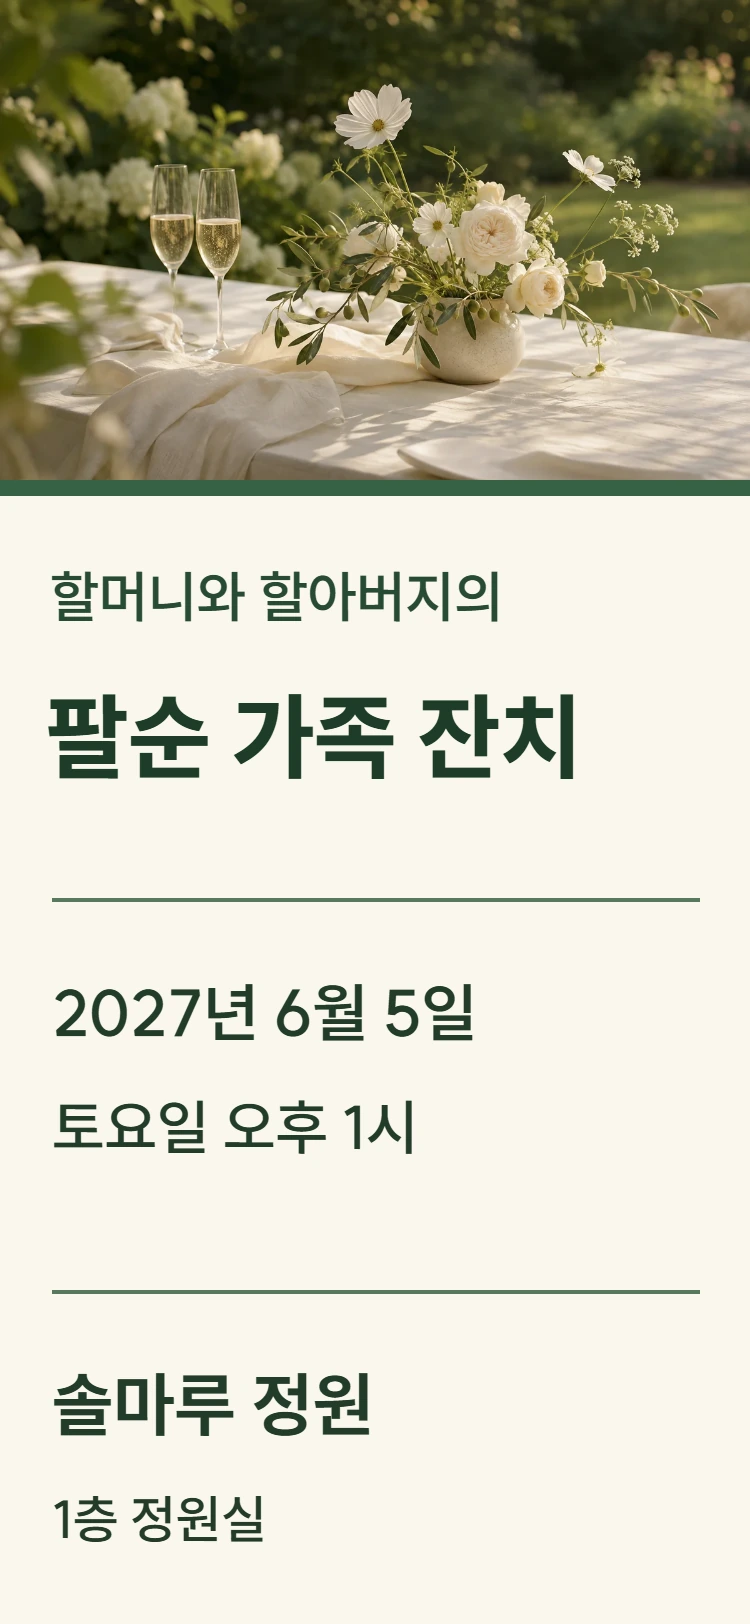 할머니와 할아버지의
팔순 가족 잔치
2027년 6월 5일
토요일 오후 1시
솔마루 정원
1층 정원실